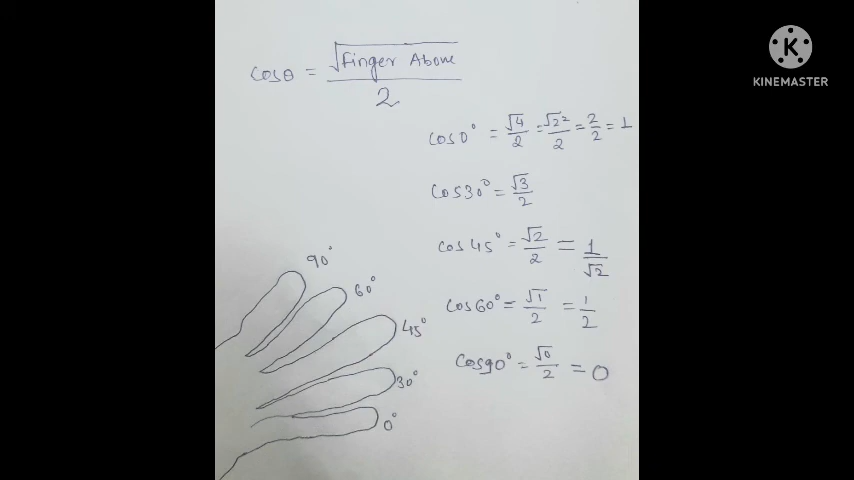 cosθ = √Finger Above / 2
cos0° = √4/2 = √2²/2 = 2/2 = 1
cos30° = √3/2
cos45° = √2/2 = 1/√2
cos60° = √1/2 = 1/2
cos90° = √0/2 = 0
90°
60°
45°
30°
0°
K
KINEMASTER